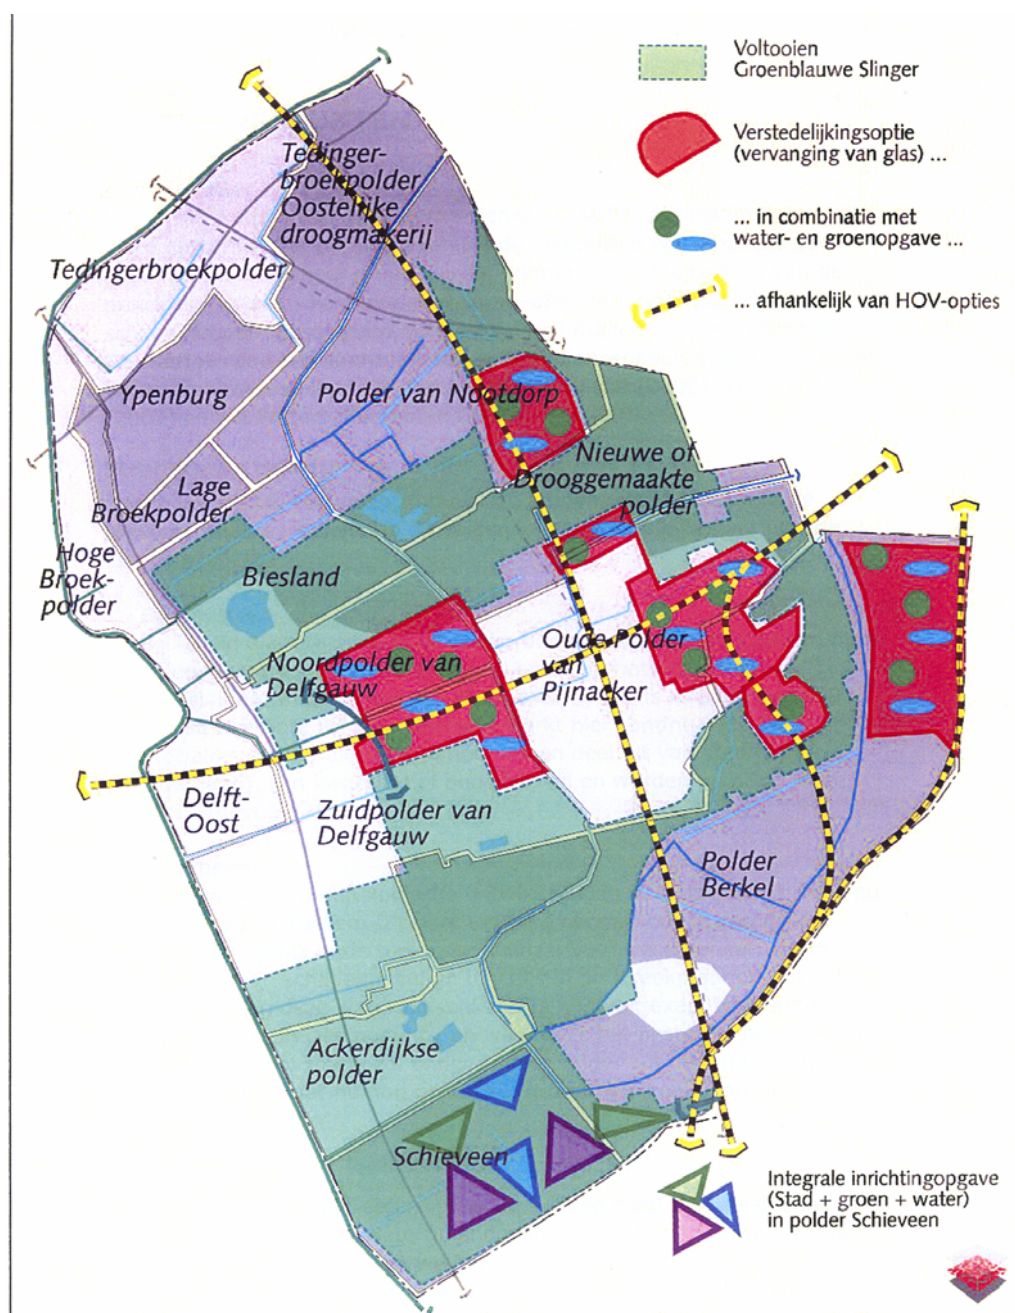 Voltooien
Groenblauwe Slinger
Verstedelijkingsoptie
(vervanging van glas) ...
... in combinatie met
water- en groenopgave ...
... afhankelijk van HOV-opties
Tedinger-
broekpolder
Oostelijke
droogmakerij
Tedingerbroekpolder
Ypenburg
Polder van Nootdorp
Nieuwe of
Drooggemaakte
polder
Lage
Broekpolder
Hoge
Broek-
polder
Biesland
Noordpolder van
Delfgauw
Oude Polder
van
Pijnacker
Delft-
Oost
Zuidpolder van
Delfgauw
Polder
Berkel
Ackerdijkse
polder
Schieveen
Integrale inrichtingopgave
(Stad + groen + water)
in polder Schieveen